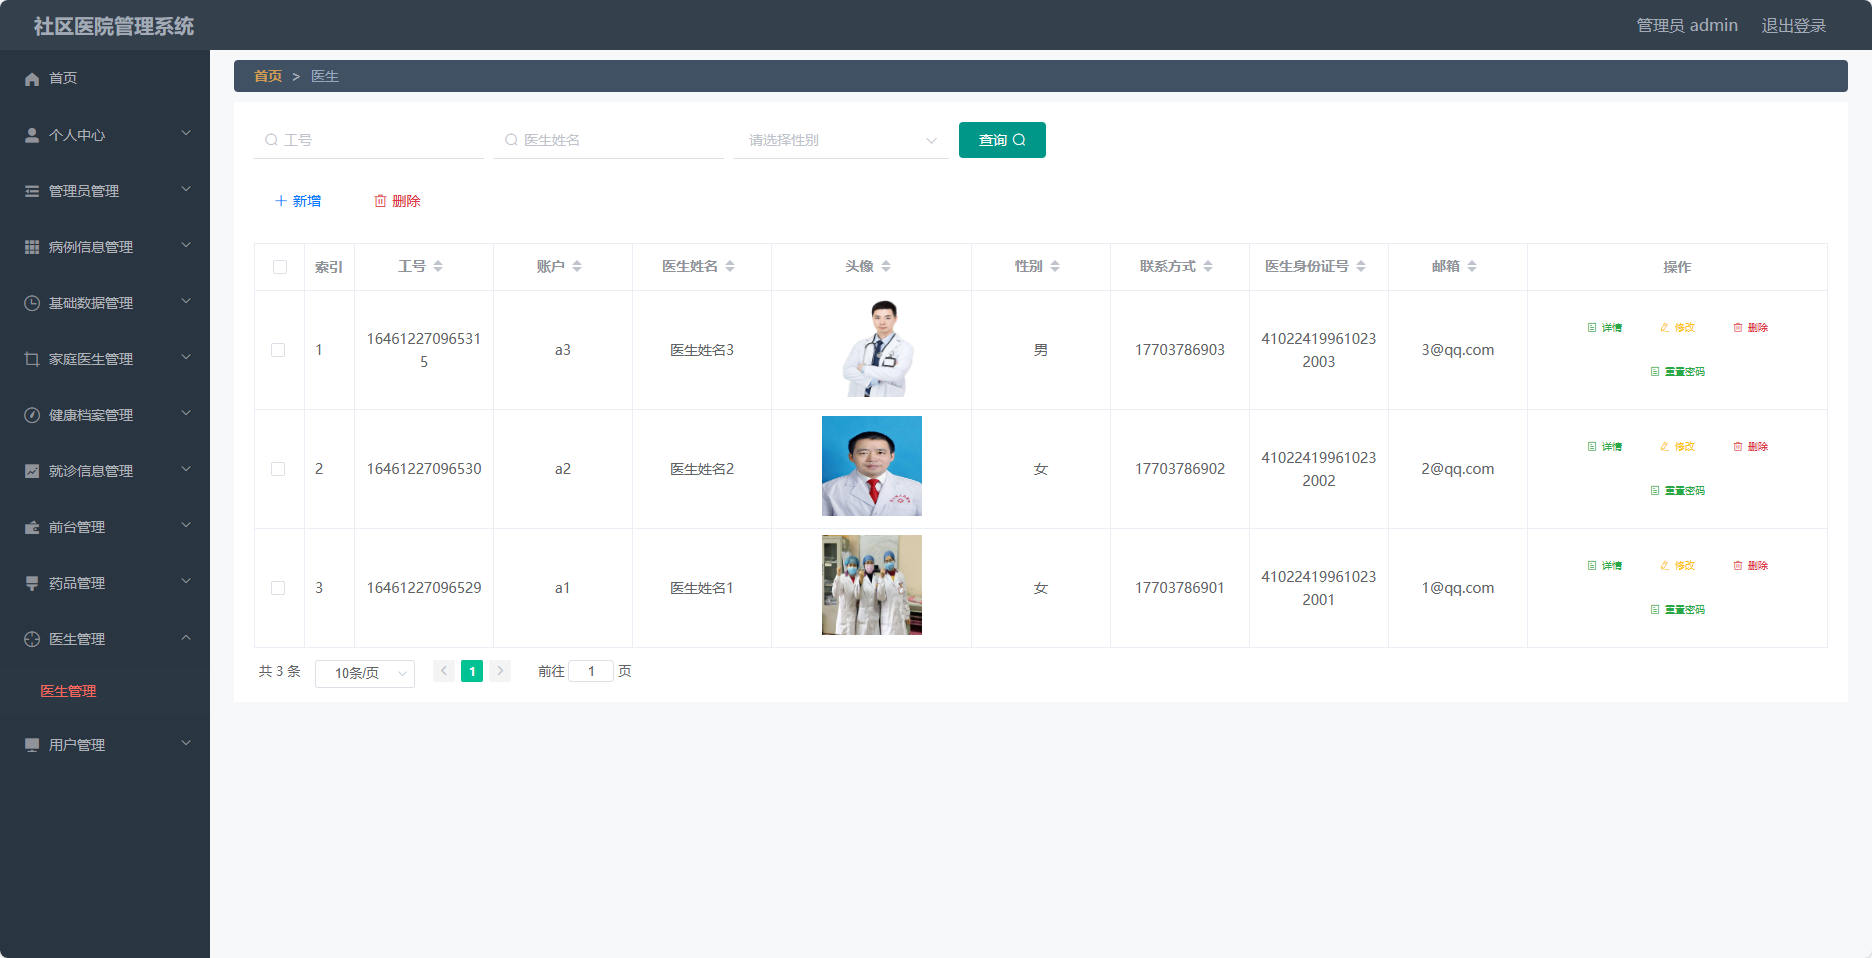 社区医院管理系统
管理员 admin 退出登录
首页
个人中心
管理员管理
病例信息管理
基础数据管理
家庭医生管理
健康档案管理
就诊信息管理
前台管理
药品管理
医生管理
医生管理
用户管理
首页 > 医生
工号 医生姓名 请选择性别 查询
新增 删除
索引 工号 账户 医生姓名 头像 性别 联系方式 医生身份证号 邮箱 操作
1 16461227096531 a3 医生姓名3 男 17703786903 41022419961023 3@qq.com 详情 修改 删除
5 2003 重置密码
2 16461227096530 a2 医生姓名2 女 17703786902 41022419961023 2@qq.com 详情 修改 删除
2002 重置密码
3 16461227096529 a1 医生姓名1 女 17703786901 41022419961023 1@qq.com 详情 修改 删除
2001 重置密码
共 3 条 10条/页 1 前往 1 页